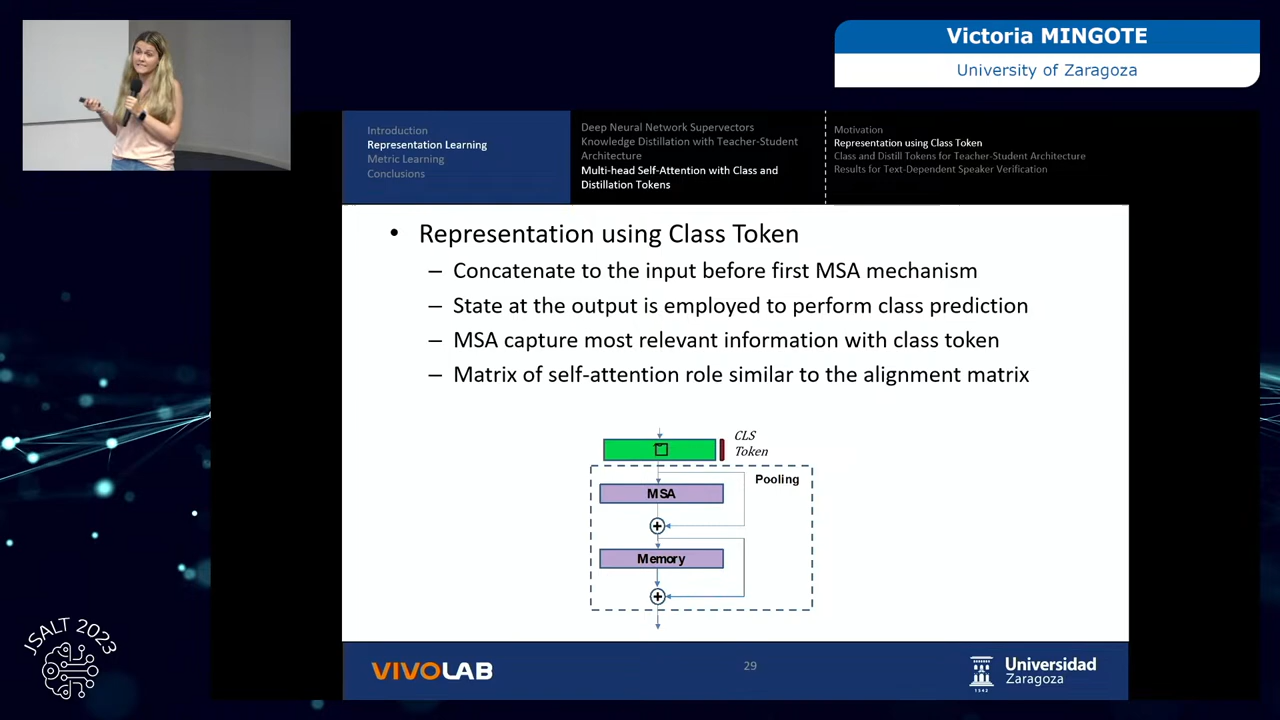 Victoria MINGOTE
University of Zaragoza
Introduction
Representation Learning
Metric Learning
Conclusions
Deep Neural Network Supervectors
Knowledge Distillation with Teacher-Student
Architecture
Multi-head Self-Attention with Class and
Distillation Tokens
Motivation
Representation using Class Token
Class and Distill Tokens for Teacher-Student Architecture
Results for Text-Dependent Speaker Verification
• Representation using Class Token
– Concatenate to the input before first MSA mechanism
– State at the output is employed to perform class prediction
– MSA capture most relevant information with class token
– Matrix of self-attention role similar to the alignment matrix
CLS
Token
Pooling
MSA
+
Memory
+
JSALT 2023
VIVOLAB
29
1542
Universidad
Zaragoza